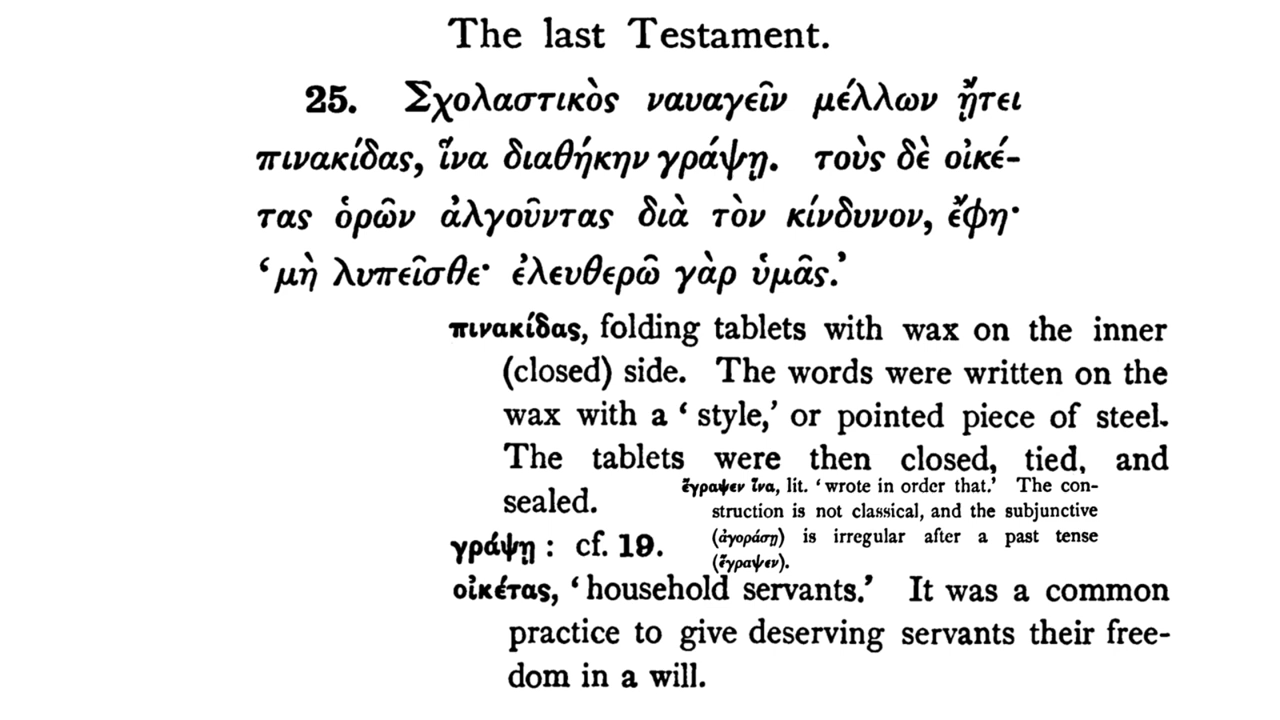 The last Testament.
25. Σχολαστικὸς ναυαγεῖν μέλλων ᾔτει
πινακίδας, ἵνα διαθήκην γράψῃ. τοὺς δὲ οἰκέ-
τας ὁρῶν ἀλγοῦντας διὰ τὸν κίνδυνον, ἔφη·
‘μὴ λυπεῖσθε· ἐλευθερῶ γὰρ ὑμᾶς.’
πινακίδας, folding tablets with wax on the inner
(closed) side. The words were written on the
wax with a ‘style,’ or pointed piece of steel.
The tablets were then closed, tied, and
sealed.
ἔγραψεν ἵνα, lit. ‘wrote in order that.’ The con-
struction is not classical, and the subjunctive
(ἀγοράσῃ) is irregular after a past tense
(ἔγραψεν).
γράψῃ : cf. 19.
οἰκέτας, ‘household servants.’ It was a common
practice to give deserving servants their free-
dom in a will.